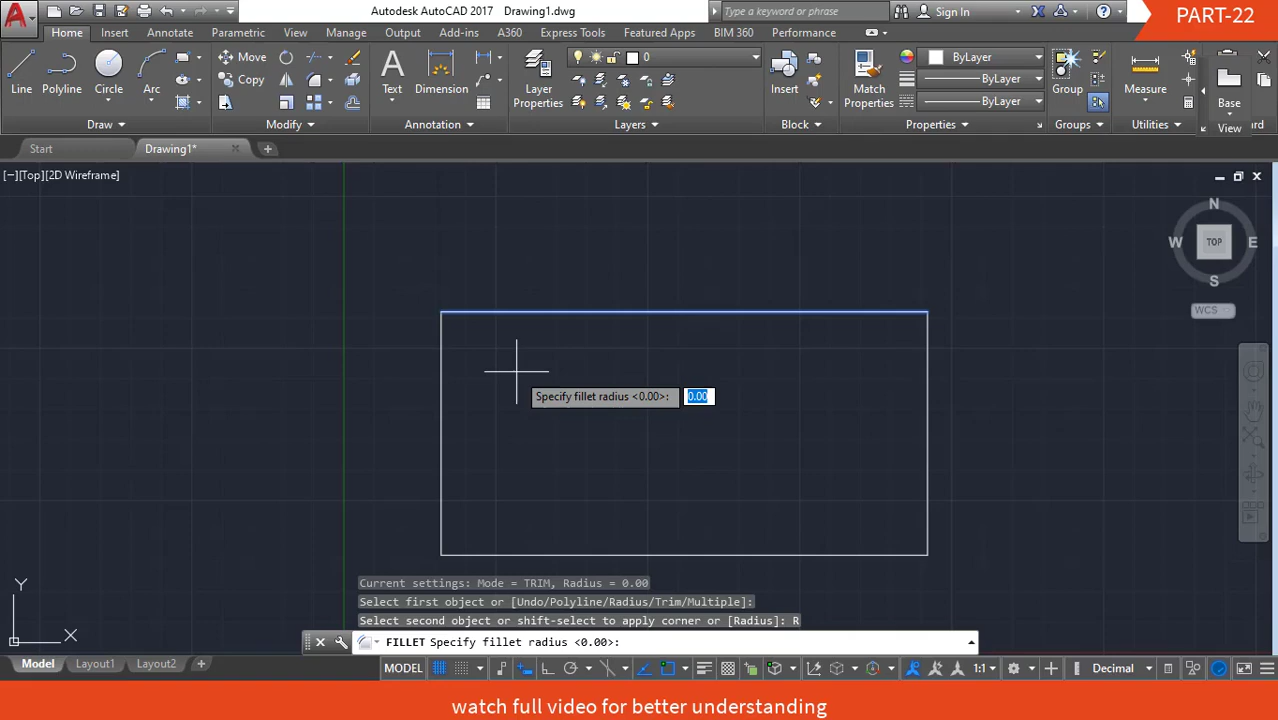 Autodesk AutoCAD 2017 Drawing1.dwg
Type a keyword or phrase
Sign In
PART-22
Home Insert Annotate Parametric View Manage Output Add-ins A360 Express Tools Featured Apps BIM 360 Performance
Move
Copy
0
ByLayer
ByLayer
ByLayer
Line Polyline Circle Arc
Text Dimension
Layer
Properties
Insert
Match
Properties
Group
Measure
Base
Draw Modify Annotation Layers Block Properties Groups Utilities View
Start Drawing1*
[−][Top][2D Wireframe]
N
W TOP E
S
WCS
Specify fillet radius <0.00>: 0.00
Current settings: Mode = TRIM, Radius = 0.00
Select first object or [Undo/Polyline/Radius/Trim/Multiple]:
Select second object or shift-select to apply corner or [Radius]: R
FILLET Specify fillet radius <0.00>:
Y
X
Model Layout1 Layout2
MODEL 1:1 Decimal
watch full video for better understanding